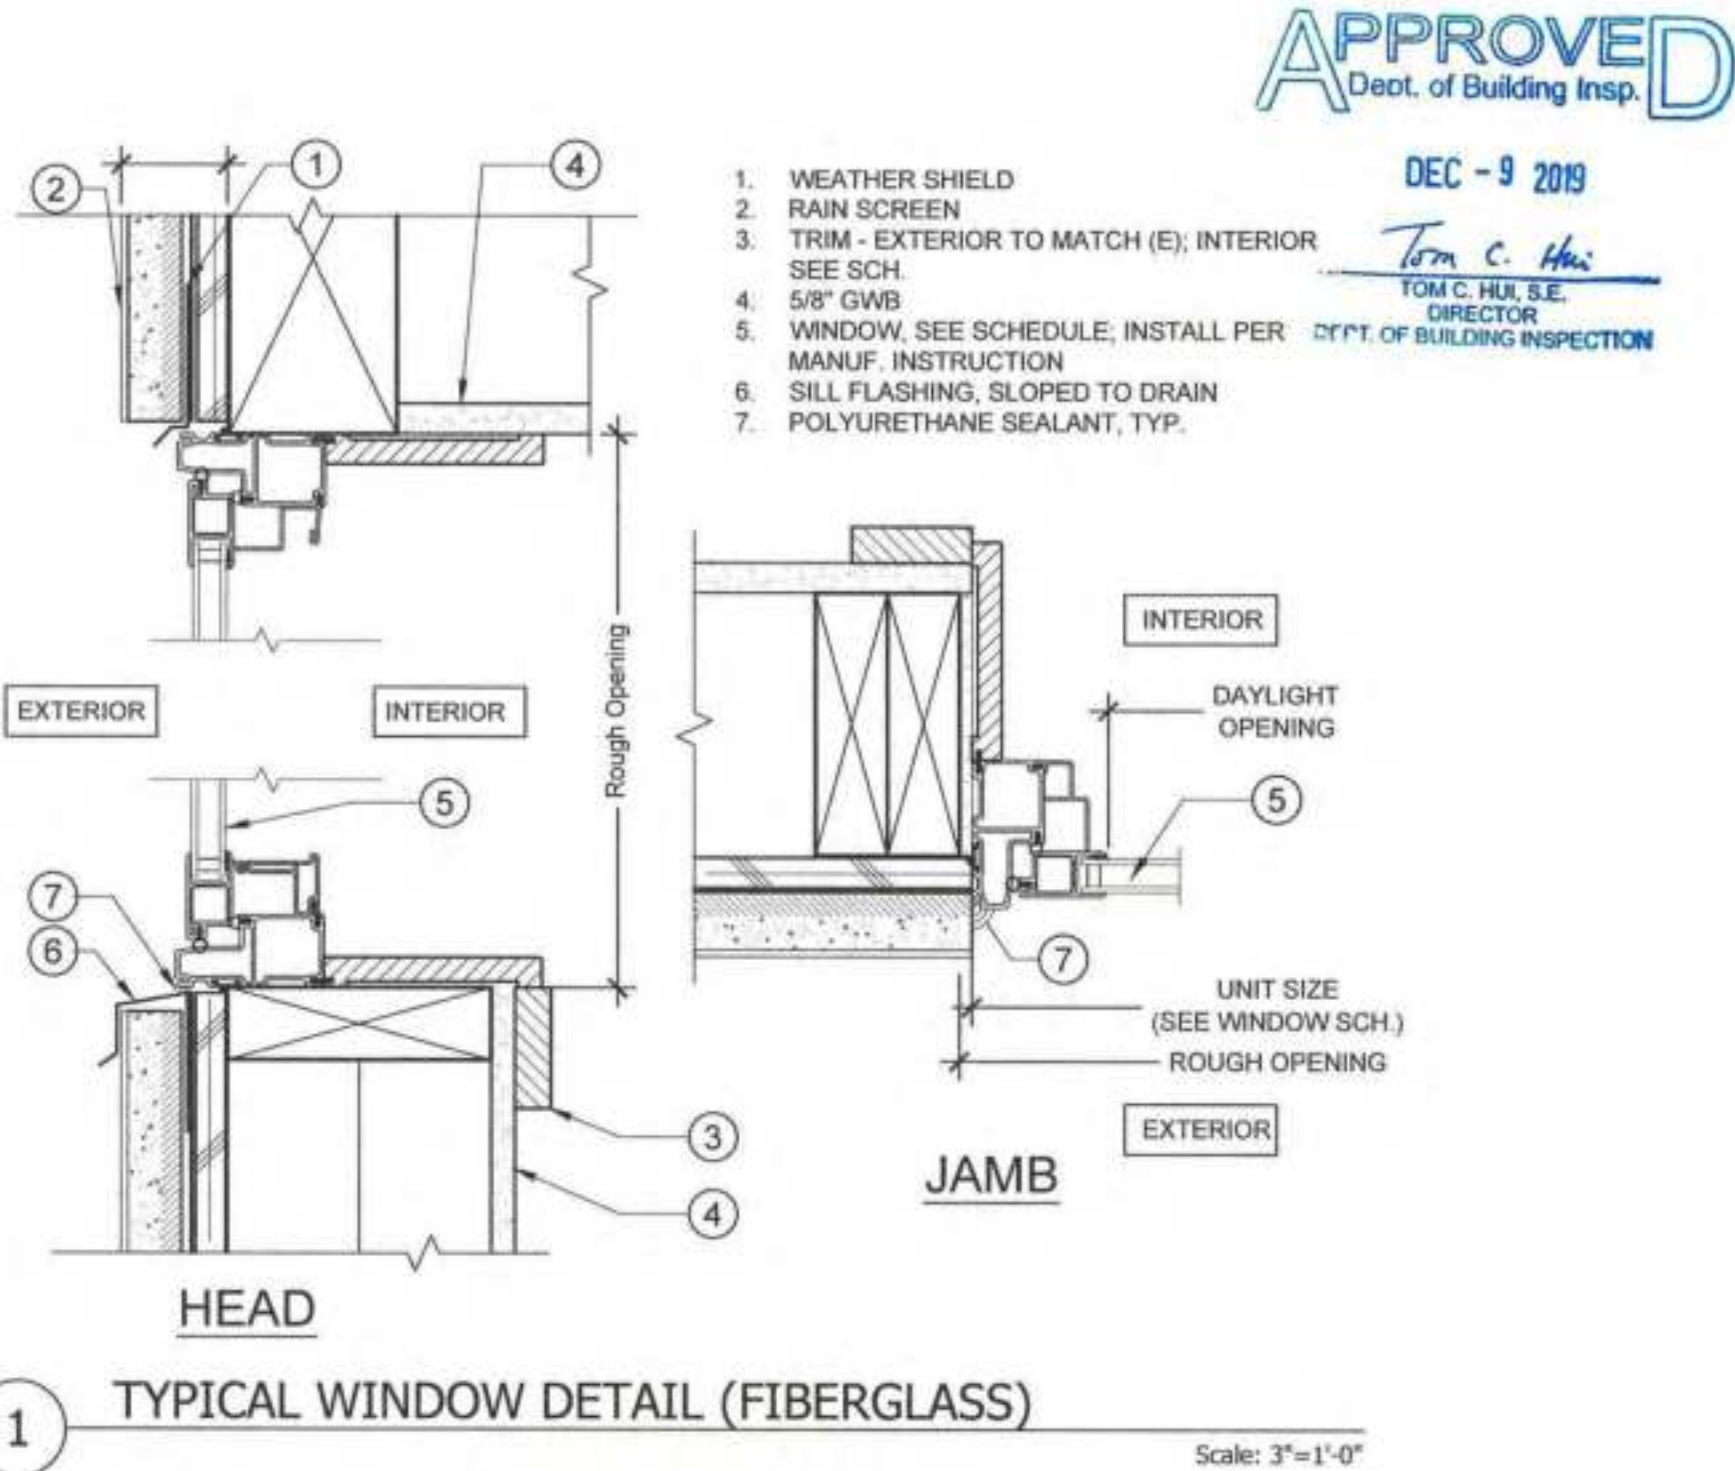 APPROVED
Dept. of Building Insp.
DEC - 9 2019
Tom C. Hui
TOM C. HUI, S.E.
DIRECTOR
DEPT. OF BUILDING INSPECTION
1. WEATHER SHIELD
2. RAIN SCREEN
3. TRIM - EXTERIOR TO MATCH (E); INTERIOR
SEE SCH.
4. 5/8" GWB
5. WINDOW, SEE SCHEDULE; INSTALL PER
MANUF. INSTRUCTION
6. SILL FLASHING, SLOPED TO DRAIN
7. POLYURETHANE SEALANT, TYP.
2
1
4
EXTERIOR
INTERIOR
Rough Opening
5
7
6
3
4
HEAD
INTERIOR
DAYLIGHT
OPENING
5
7
UNIT SIZE
(SEE WINDOW SCH.)
ROUGH OPENING
EXTERIOR
JAMB
1
TYPICAL WINDOW DETAIL (FIBERGLASS)
Scale: 3"=1'-0"